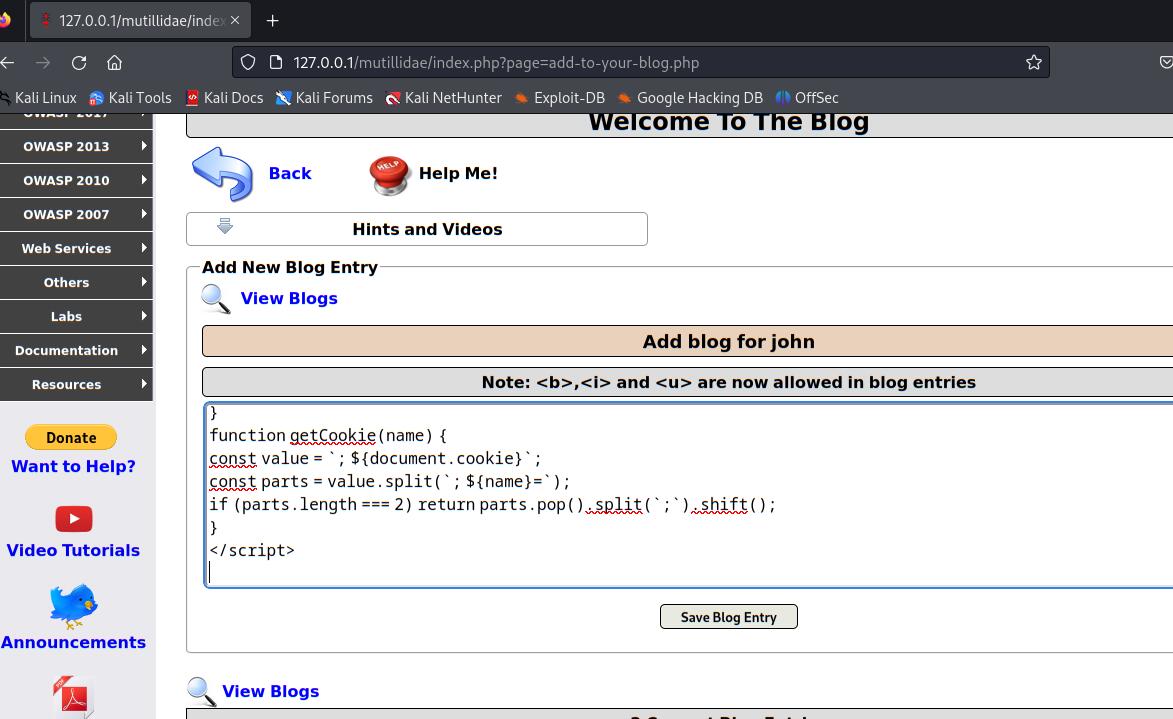 127.0.0.1/mutillidae/index
127.0.0.1/mutillidae/index.php?page=add-to-your-blog.php
Kali Linux Kali Tools Kali Docs Kali Forums Kali NetHunter Exploit-DB Google Hacking DB OffSec
OWASP 2017
OWASP 2013
OWASP 2010
OWASP 2007
Web Services
Others
Labs
Documentation
Resources
Donate
Want to Help?
Video Tutorials
Announcements
PDF
Welcome To The Blog
Back
HELP
Help Me!
Hints and Videos
Add New Blog Entry
View Blogs
Add blog for john
Note: <b>,<i> and <u> are now allowed in blog entries
}
function getCookie(name) {
const value = `; ${document.cookie}`;
const parts = value.split(`; ${name}=`);
if (parts.length === 2) return parts.pop().split(`;`).shift();
}
</script>
Save Blog Entry
View Blogs